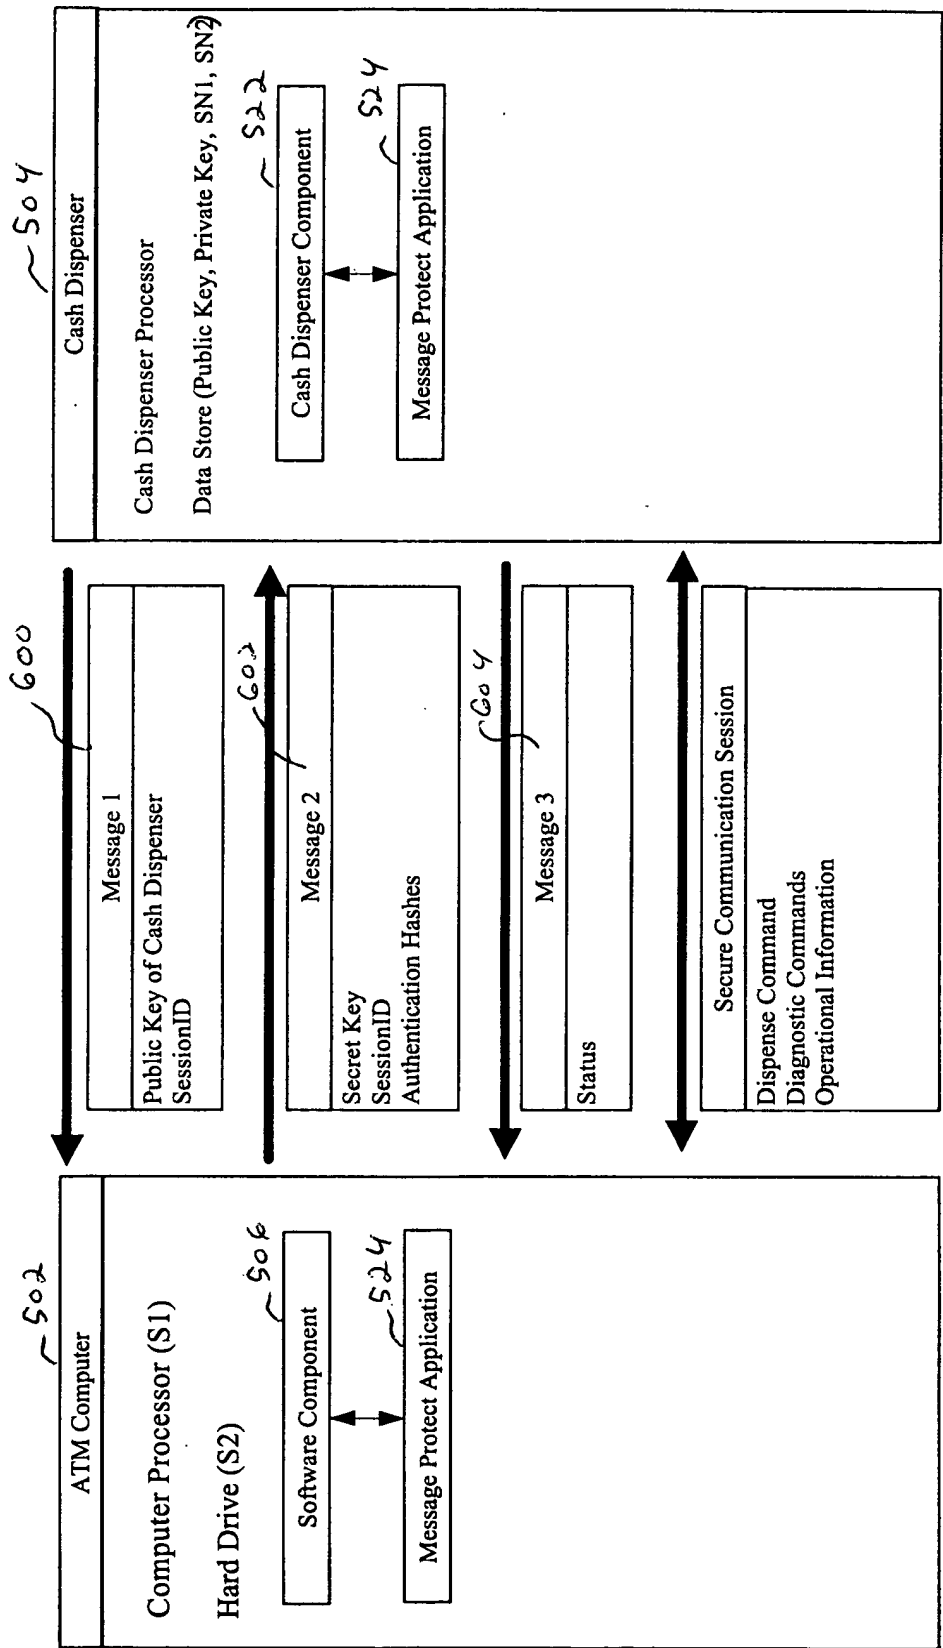 502
ATM Computer
Computer Processor (S1)
Hard Drive (S2)
506
Software Component
524
Message Protect Application
600
Message 1
Public Key of Cash Dispenser
SessionID
602
Message 2
Secret Key
SessionID
Authentication Hashes
604
Message 3
Status
Secure Communication Session
Dispense Command
Diagnostic Commands
Operational Information
504
Cash Dispenser
Cash Dispenser Processor
Data Store (Public Key, Private Key, SN1, SN2)
522
Cash Dispenser Component
524
Message Protect Application